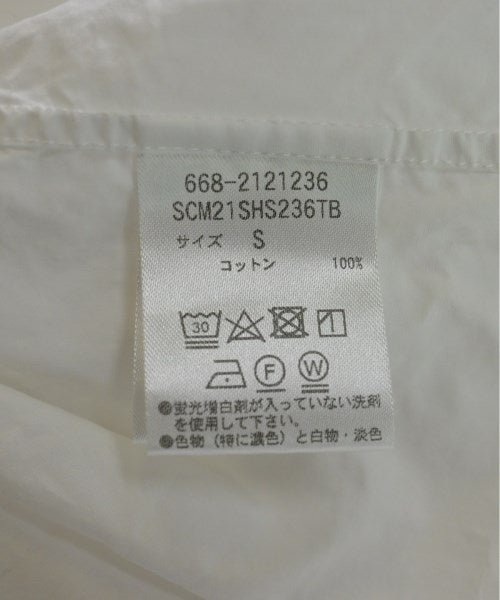 668-2121236
SCM21SHS236TB
サイズ S
コットン 100%
30
F W
●蛍光増白剤が入っていない洗剤
を使用して下さい。
●色物（特に濃色）と白物・淡色